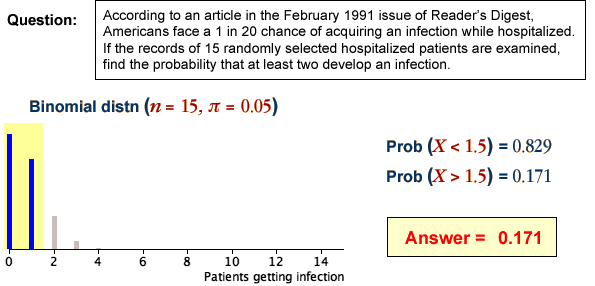 Question:
According to an article in the February 1991 issue of Reader's Digest,
Americans face a 1 in 20 chance of acquiring an infection while hospitalized.
If the records of 15 randomly selected hospitalized patients are examined,
find the probability that at least two develop an infection.
Binomial distn (n = 15, π = 0.05)
Prob (X < 1.5) = 0.829
Prob (X > 1.5) = 0.171
Answer = 0.171
0 2 4 6 8 10 12 14
Patients getting infection